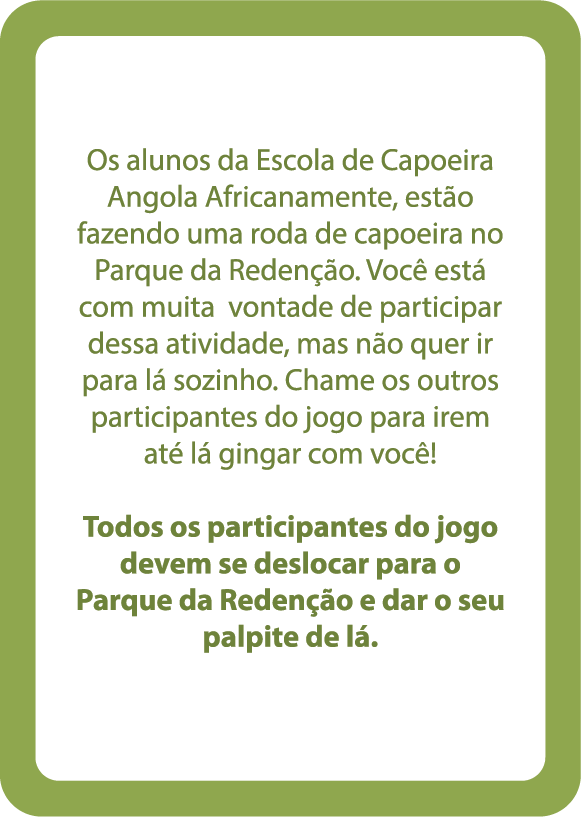 Os alunos da Escola de Capoeira
Angola Africanamente, estão
fazendo uma roda de capoeira no
Parque da Redenção. Você está
com muita  vontade de participar
dessa atividade, mas não quer ir
para lá sozinho. Chame os outros
participantes do jogo para irem
até lá gingar com você!
Todos os participantes do jogo
devem se deslocar para o
Parque da Redenção e dar o seu
palpite de lá.